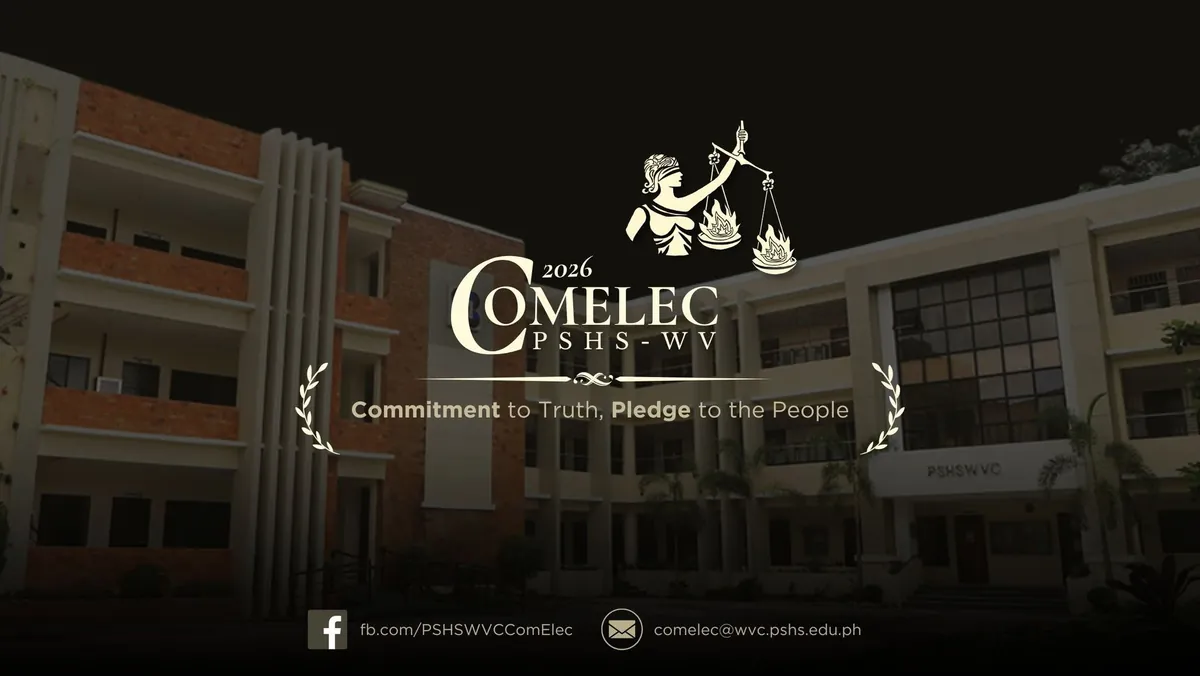 2026
COMELEC
PSHS-WV
Commitment to Truth, Pledge to the People
PSHSWVC
fb.com/PSHSWVCComElec
comelec@wvc.pshs.edu.ph